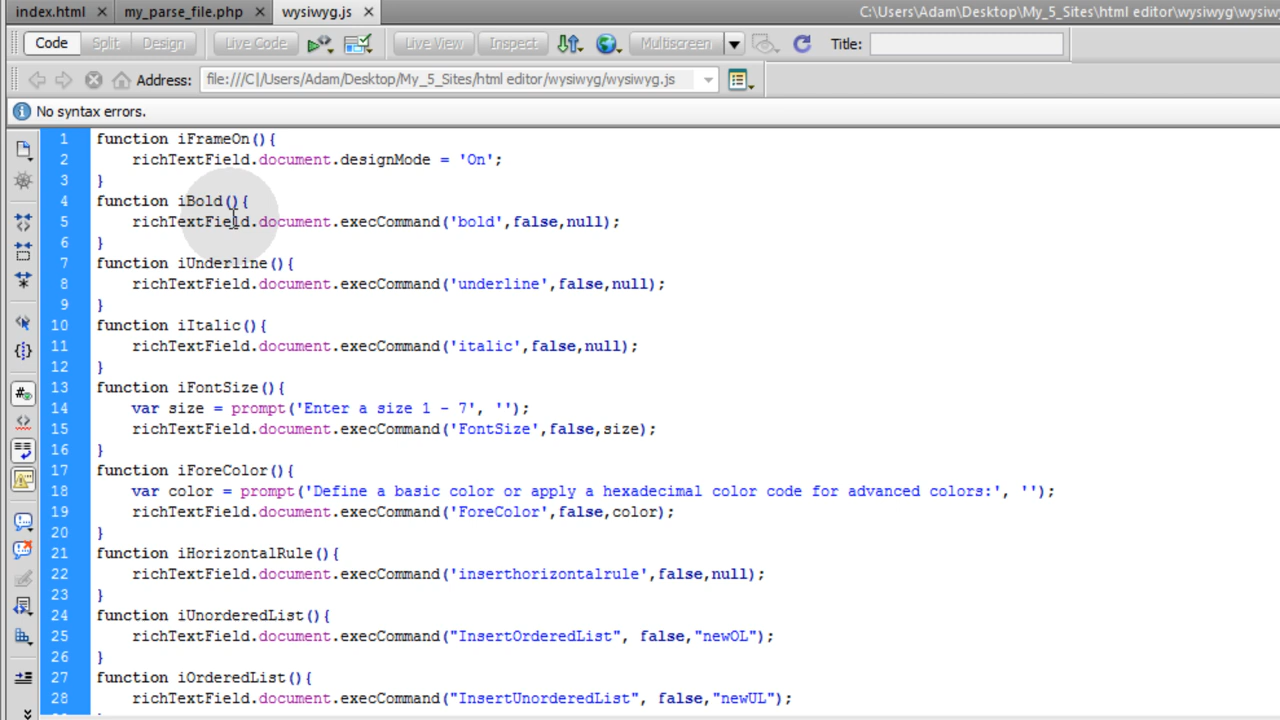 index.html my_parse_file.php wysiwyg.js C:\Users\Adam\Desktop\My_5_Sites\html editor\wysiwyg\wysiw
Code Split Design Live Code Live View Inspect Multiscreen Title:
Address: file:///C|/Users/Adam/Desktop/My_5_Sites/html editor/wysiwyg/wysiwyg.js
No syntax errors.
1 function iFrameOn(){
2 richTextField.document.designMode = 'On';
3 }
4 function iBold(){
5 richTextField.document.execCommand('bold',false,null);
6 }
7 function iUnderline(){
8 richTextField.document.execCommand('underline',false,null);
9 }
10 function iItalic(){
11 richTextField.document.execCommand('italic',false,null);
12 }
13 function iFontSize(){
14 var size = prompt('Enter a size 1 - 7', '');
15 richTextField.document.execCommand('FontSize',false,size);
16 }
17 function iForeColor(){
18 var color = prompt('Define a basic color or apply a hexadecimal color code for advanced colors:', '');
19 richTextField.document.execCommand('ForeColor',false,color);
20 }
21 function iHorizontalRule(){
22 richTextField.document.execCommand('inserthorizontalrule',false,null);
23 }
24 function iUnorderedList(){
25 richTextField.document.execCommand("InsertOrderedList", false,"newOL");
26 }
27 function iOrderedList(){
28 richTextField.document.execCommand("InsertUnorderedList", false,"newUL");